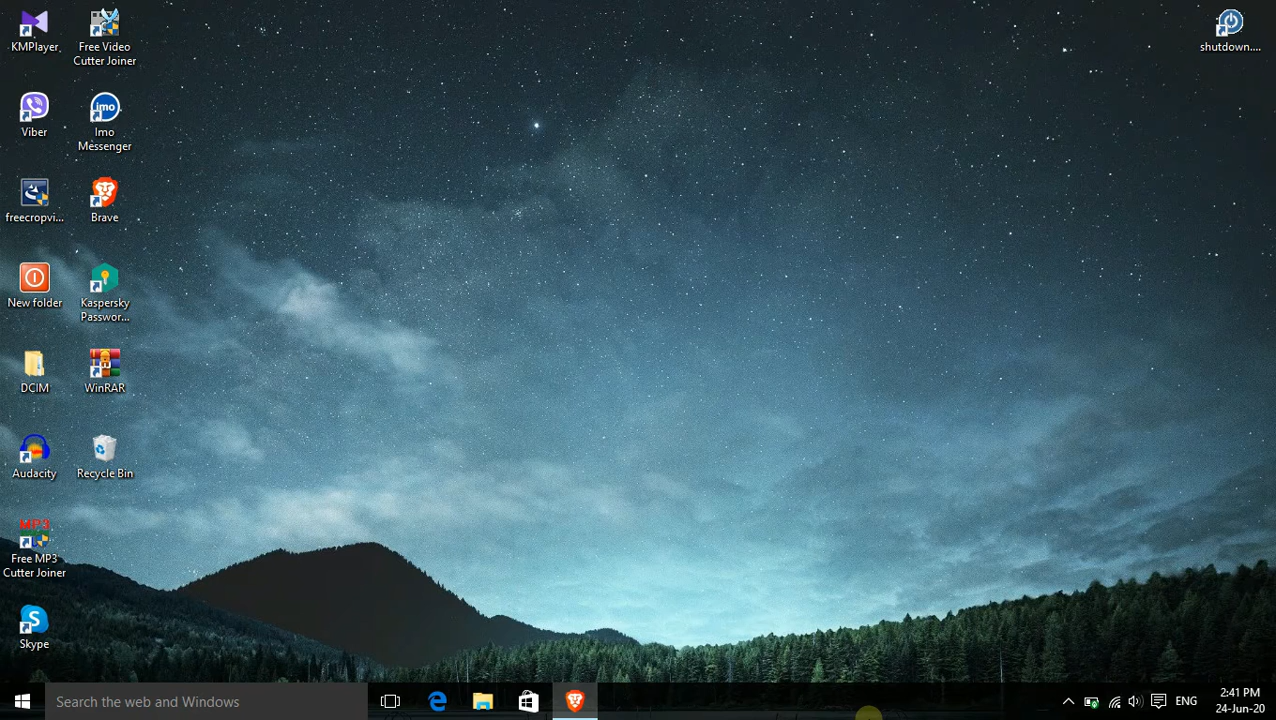 KMPlayer
Free Video
Cutter Joiner
shutdown....
Viber
imo
Imo
Messenger
freecropvi...
Brave
New folder
Kaspersky
Passwor...
DCIM
WinRAR
Audacity
Recycle Bin
MP3
Free MP3
Cutter Joiner
Skype
Search the web and Windows
ENG
2:41 PM
24-Jun-20